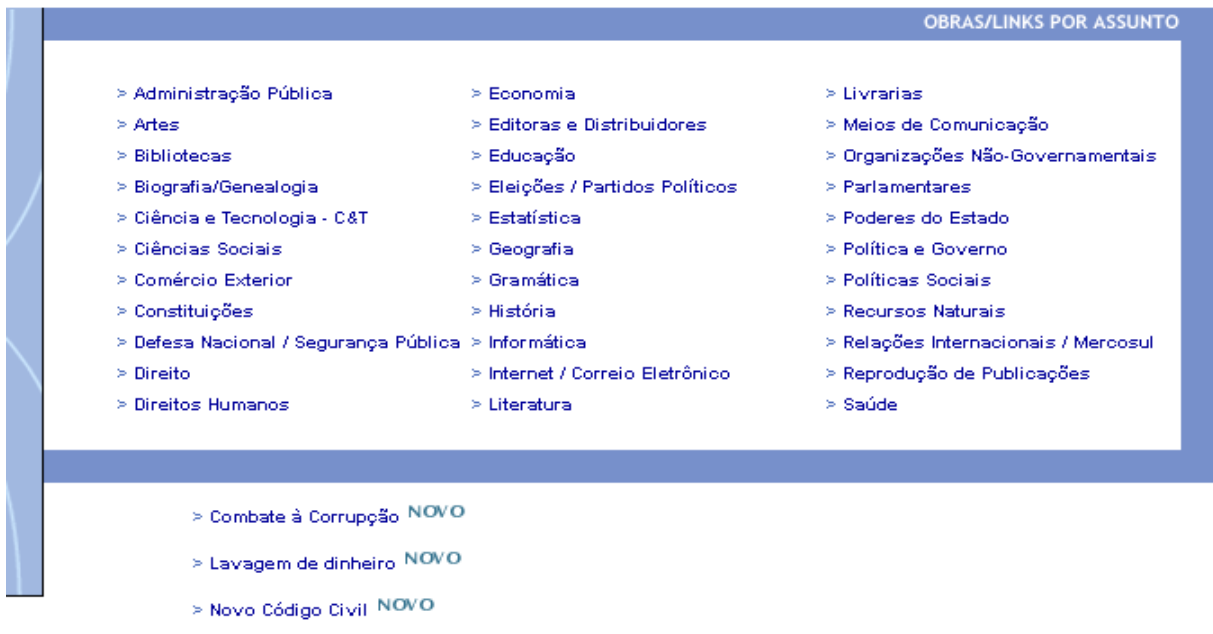 OBRAS/LINKS POR ASSUNTO
> Administração Pública
> Artes
> Bibliotecas
> Biografia/Genealogia
> Ciência e Tecnologia - C&T
> Ciências Sociais
> Comércio Exterior
> Constituições
> Defesa Nacional / Segurança Pública
> Direito
> Direitos Humanos
> Economia
> Editoras e Distribuidores
> Educação
> Eleições / Partidos Políticos
> Estatística
> Geografia
> Gramática
> História
> Informática
> Internet / Correio Eletrônico
> Literatura
> Livrarias
> Meios de Comunicação
> Organizações Não-Governamentais
> Parlamentares
> Poderes do Estado
> Política e Governo
> Políticas Sociais
> Recursos Naturais
> Relações Internacionais / Mercosul
> Reprodução de Publicações
> Saúde
> Combate à Corrupção NOVO
> Lavagem de dinheiro NOVO
> Novo Código Civil NOVO